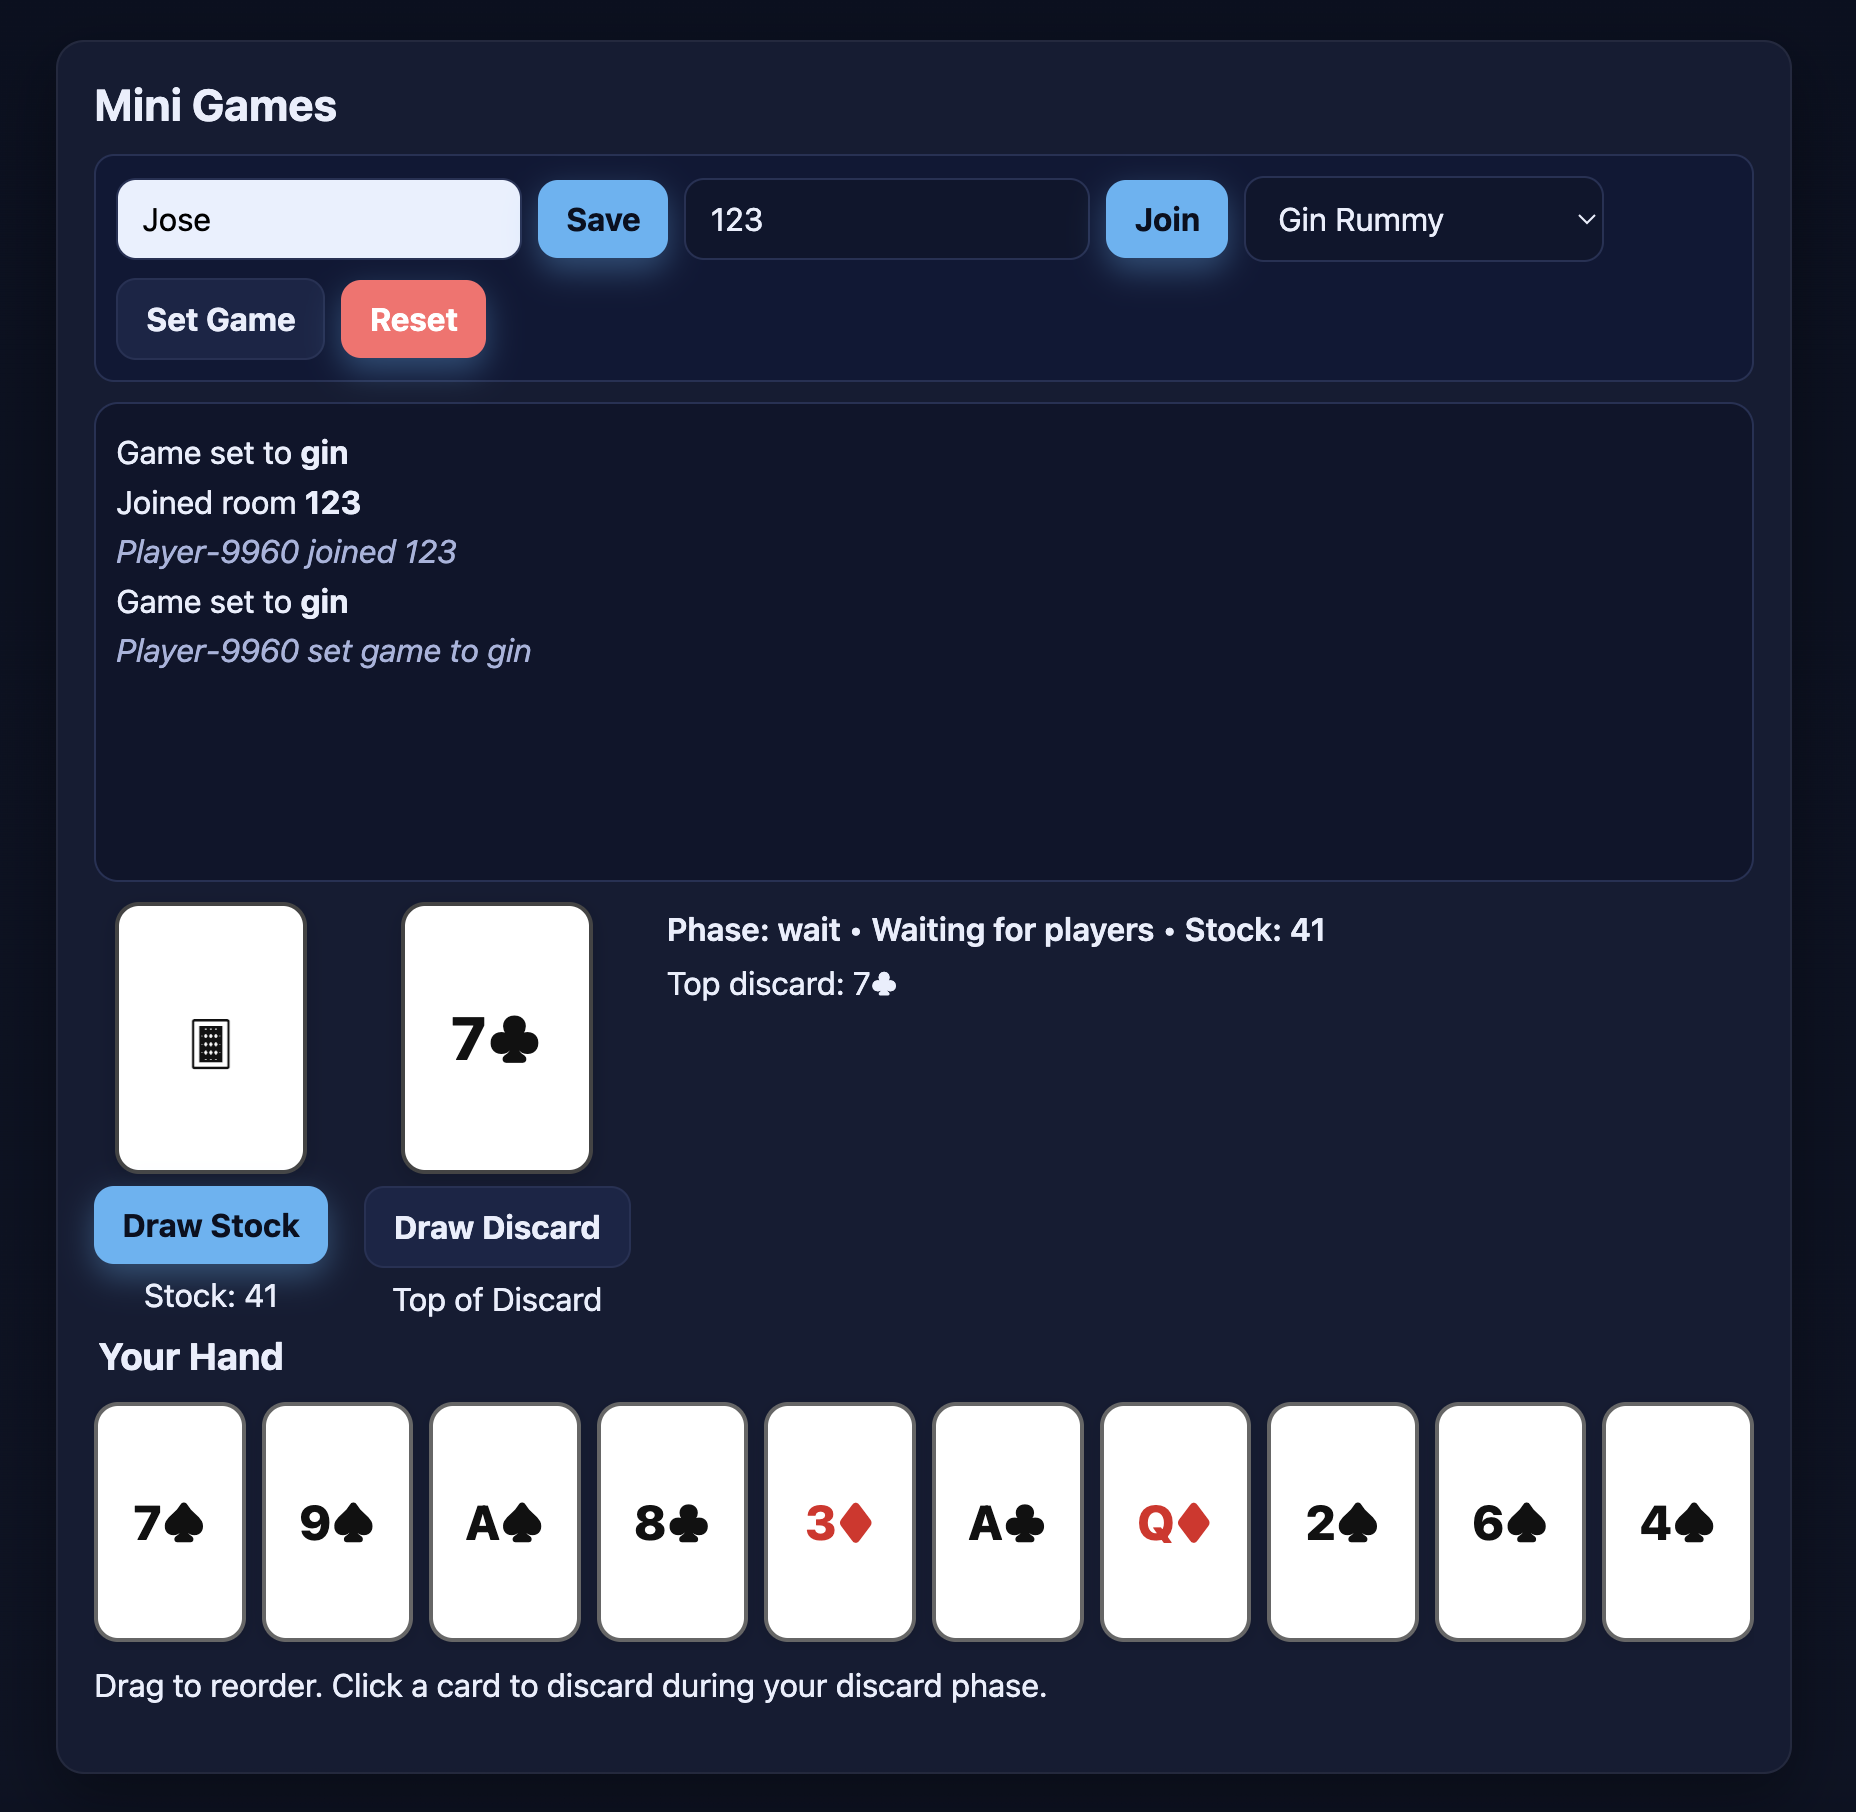 Mini Games
Jose Save 123 Join Gin Rummy
Set Game Reset
Game set to gin
Joined room 123
Player-9960 joined 123
Game set to gin
Player-9960 set game to gin
Phase: wait • Waiting for players • Stock: 41
Top discard: 7♣
7♣
Draw Stock Draw Discard
Stock: 41 Top of Discard
Your Hand
7♠ 9♠ A♠ 8♣ 3♦ A♣ Q♦ 2♠ 6♠ 4♠
Drag to reorder. Click a card to discard during your discard phase.